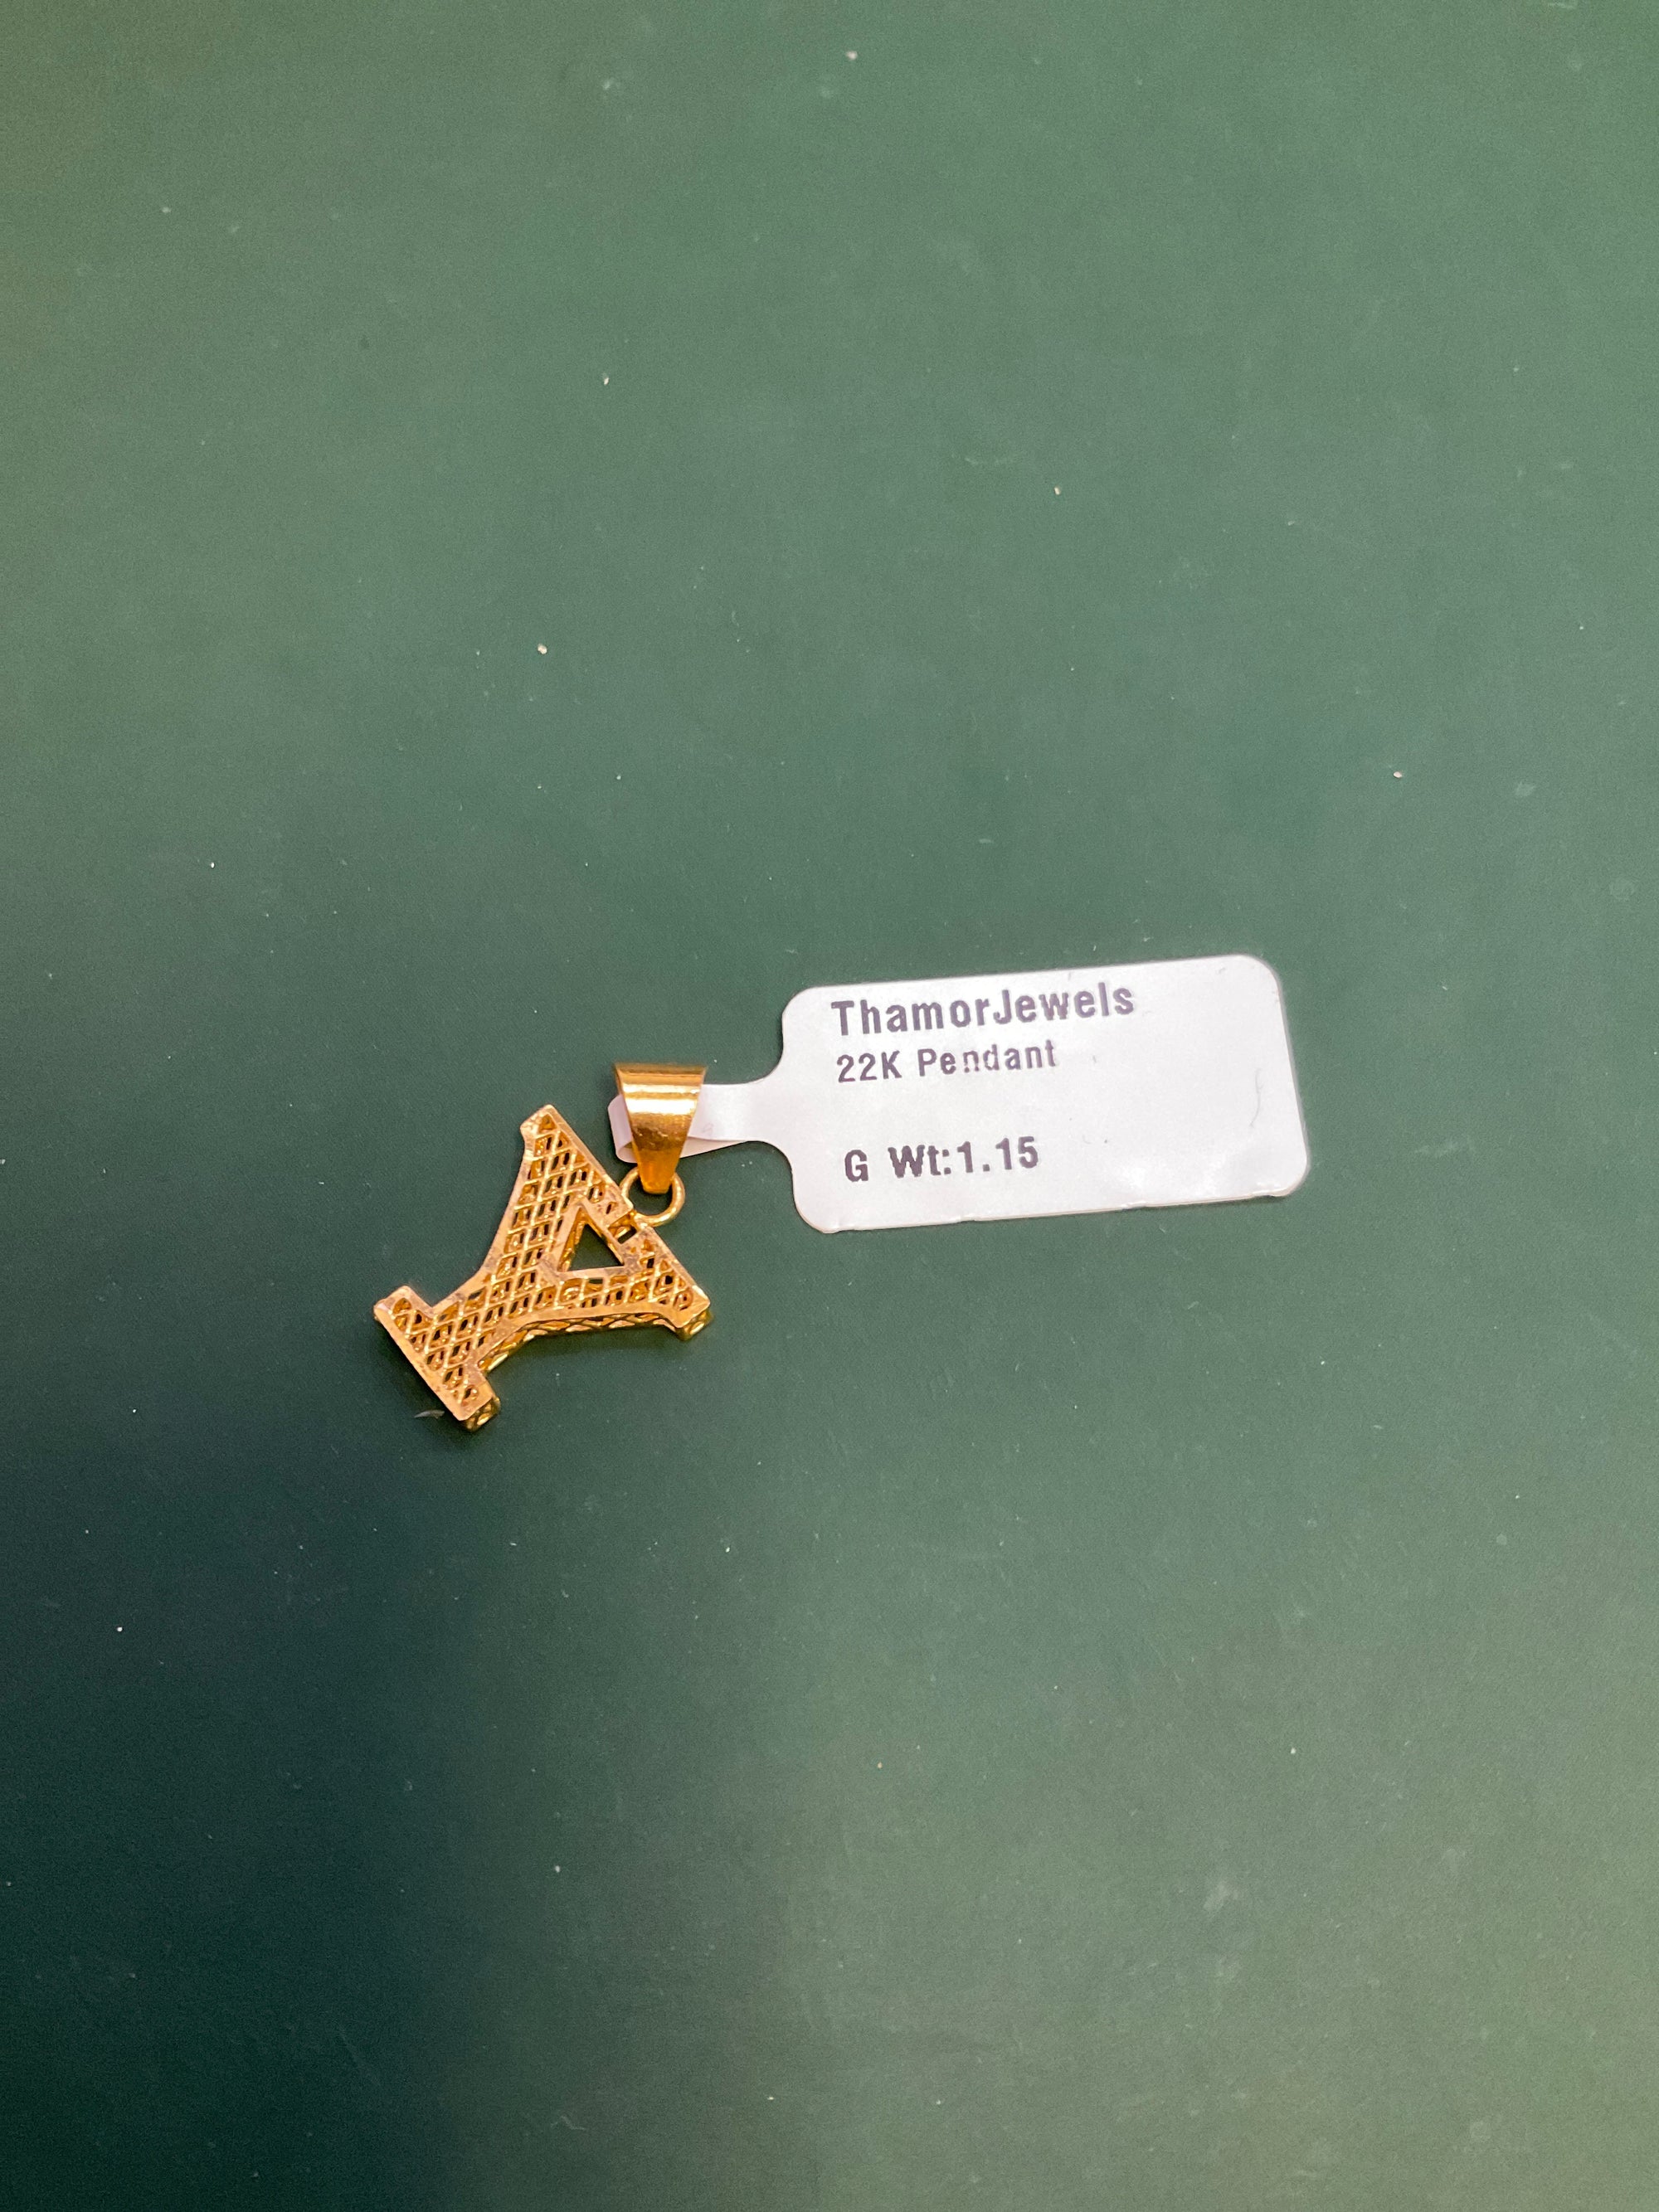 ThamorJewels
22K Pendant
G Wt:1.15